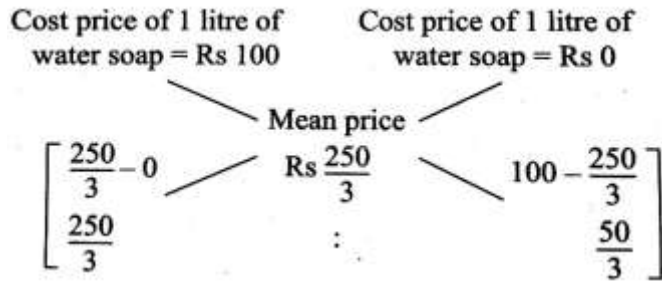 Cost price of 1 litre of Cost price of 1 litre of
water soap = Rs 100 water soap = Rs 0
Mean price
250/3 – 0 Rs 250/3 100 – 250/3
250/3 : 50/3